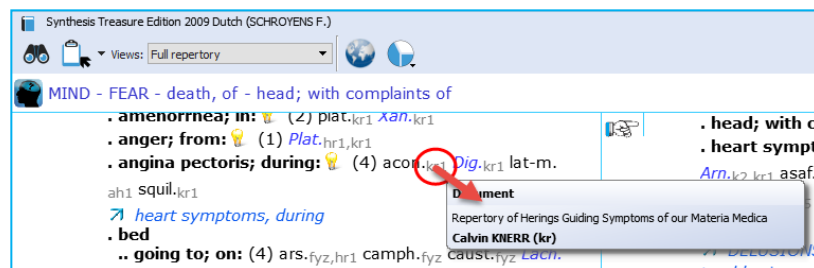 Synthesis Treasure Edition 2009 Dutch (SCHROYENS F.)
Views: Full repertory
MIND - FEAR - death, of - head; with complaints of
. amenorrhea; in: (2) plat.kr1 Xan.kr1
. anger; from: (1) Plat.hr1,kr1
. angina pectoris; during: (4) acon.kr1 Dig.kr1 lat-m.
ah1 squil.kr1
heart symptoms, during
. bed
.. going to; on: (4) ars.fyz,hr1 camph.fyz caust.fyz Lach.
. head; with c
. heart sympt
Arn.k2,kr1 asaf.
DELUSIONS
Document
Repertory of Herings Guiding Symptoms of our Materia Medica
Calvin KNERR (kr)